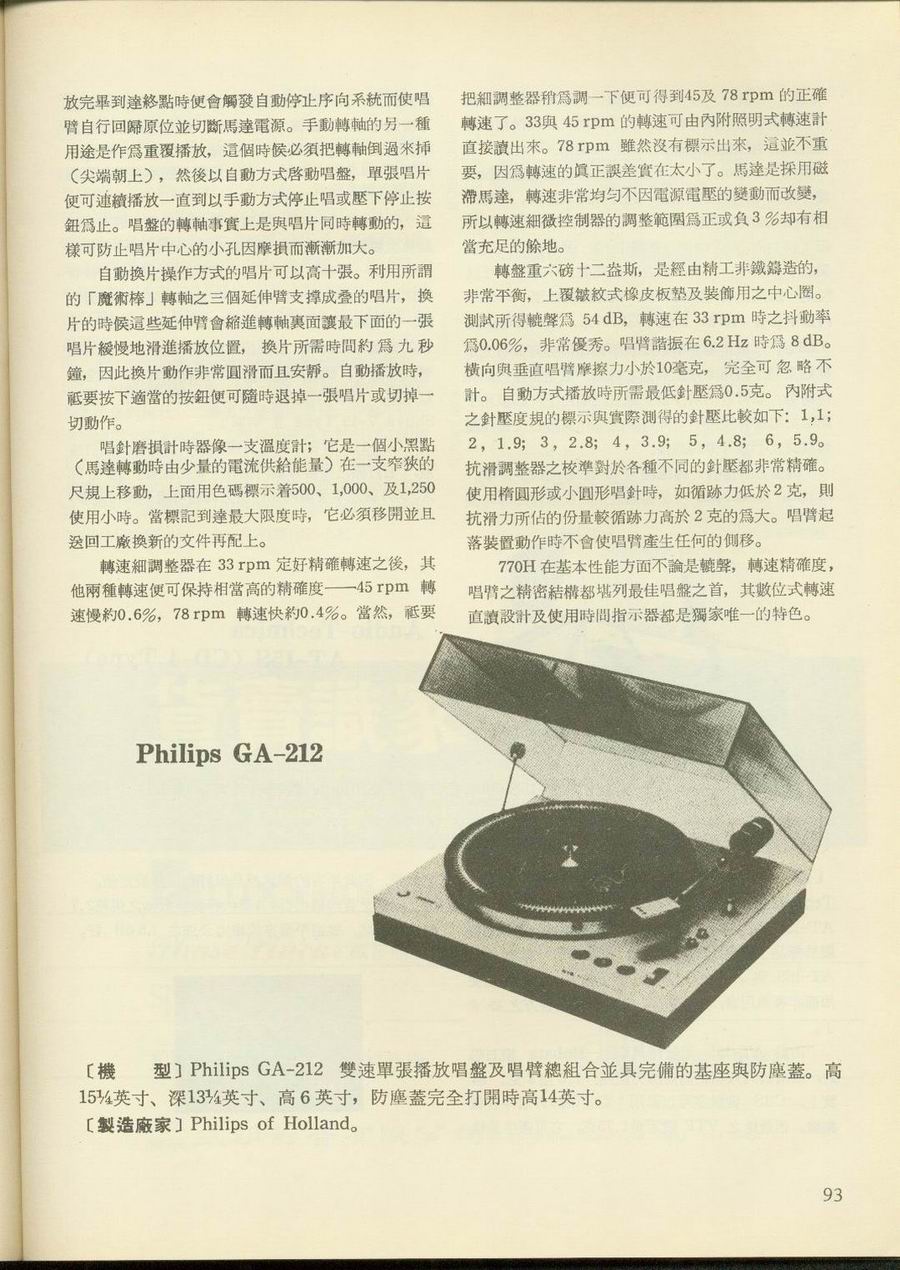 放完畢到達終點時便會觸發自動停止序向系統而使唱
臂自行回歸原位並切斷馬達電源。手動轉軸的另一種
用途是作爲重覆播放，這個時候必須把轉軸倒過來揷
（尖端朝上），然後以自動方式啓動唱盤，單張唱片
便可連續播放一直到以手動方式停止唱或壓下停止按
鈕爲止。唱盤的轉軸事實上是與唱片同時轉動的，這
樣可防止唱片中心的小孔因摩損而漸漸加大。
自動換片操作方式的唱片可以高十張。利用所謂
的「魔術棒」轉軸之三個延伸臂支撑成叠的唱片，換
片的時候這些延伸臂會縮進轉軸裏面讓最下面的一張
唱片緩慢地滑進播放位置，換片所需時間約爲九秒
鐘，因此換片動作非常圓滑而且安靜。自動播放時，
祗要按下適當的按鈕便可隨時退掉一張唱片或切掉一
切動作。
唱針磨損計時器像一支溫度計；它是一個小黑點
（馬達轉動時由少量的電流供給能量）在一支窄狹的
尺規上移動，上面用色碼標示着500、1,000、及1,250
使用小時。當標記到達最大限度時，它必須移開並且
送回工廠換新的文件再配上。
轉速細調整器在 33 rpm 定好精確轉速之後，其
他兩種轉速便可保持相當高的精確度——45 rpm 轉
速慢約0.6%，78 rpm 轉速快約0.4%。當然，祗要
把細調整器稍爲調一下便可得到45及 78 rpm 的正確
轉速了。33與 45 rpm 的轉速可由內附照明式轉速計
直接讀出來。78 rpm 雖然沒有標示出來，這並不重
要，因爲轉速的眞正誤差實在太小了。馬達是採用磁
滯馬達，轉速非常均勻不因電源電壓的變動而改變，
所以轉速細微控制器的調整範圍爲正或負 3 %却有相
當充足的餘地。
轉盤重六磅十二盎斯，是經由精工非鐵鑄造的，
非常平衡，上覆皺紋式橡皮板墊及裝飾用之中心圈。
測試所得轆聲爲 54 dB，轉速在 33 rpm 時之抖動率
爲0.06%，非常優秀。唱臂諧振在 6.2 Hz 時爲 8 dB。
橫向與垂直唱臂摩擦力小於10毫克，完全可忽略不
計。自動方式播放時所需最低針壓爲0.5克。內附式
之針壓度規的標示與實際測得的針壓比較如下：1,1；
2，1.9；3，2.8；4，3.9；5，4.8；6，5.9。
抗滑調整器之校準對於各種不同的針壓都非常精確。
使用橢圓形或小圓形唱針時，如循跡力低於 2 克，則
抗滑力所佔的份量較循跡力高於 2 克的爲大。唱臂起
落裝置動作時不會使唱臂產生任何的側移。
770H 在基本性能方面不論是轆聲，轉速精確度，
唱臂之精密結構都堪列最佳唱盤之首，其數位式轉速
直讀設計及使用時間指示器都是獨家唯一的特色。
Philips GA-212
〔機　型〕Philips GA-212 雙速單張播放唱盤及唱臂總組合並具完備的基座與防塵蓋。高
15¼英寸、深13¼英寸、高 6 英寸，防塵蓋完全打開時高14英寸。
〔製造廠家〕Philips of Holland。
93